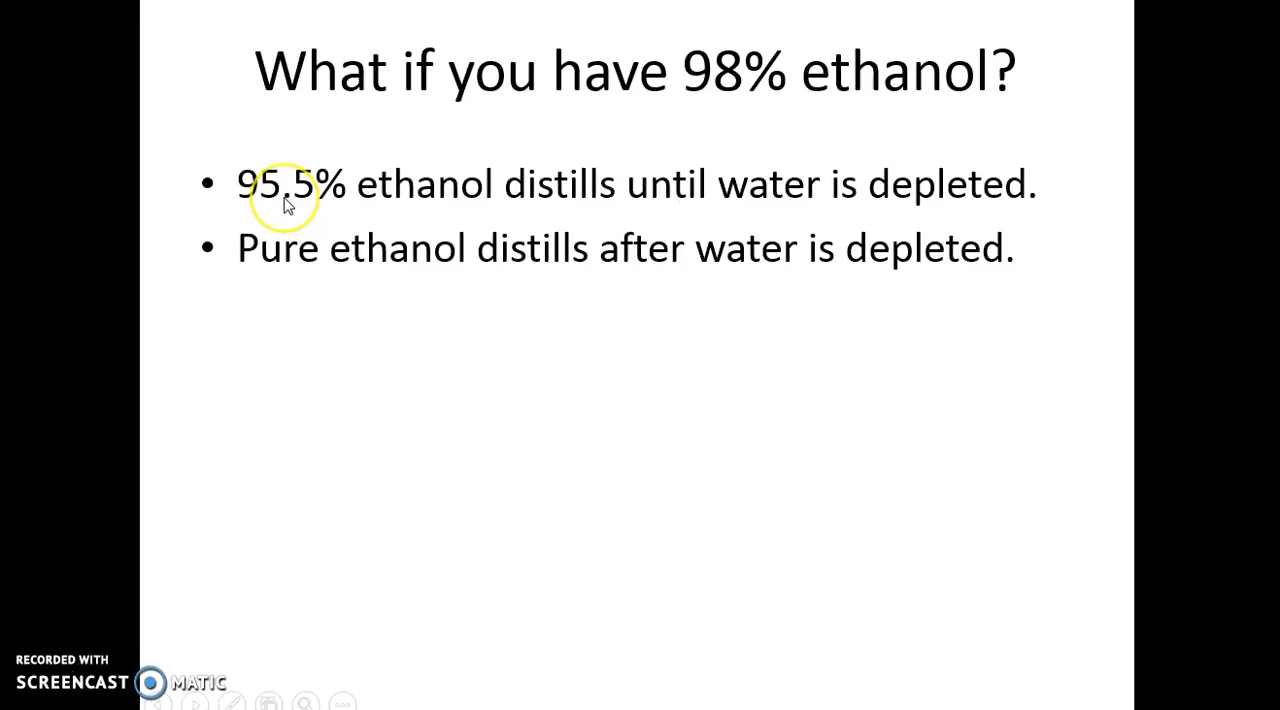 What if you have 98% ethanol?
• 95.5% ethanol distills until water is depleted.
• Pure ethanol distills after water is depleted.
RECORDED WITH
SCREENCAST MATIC